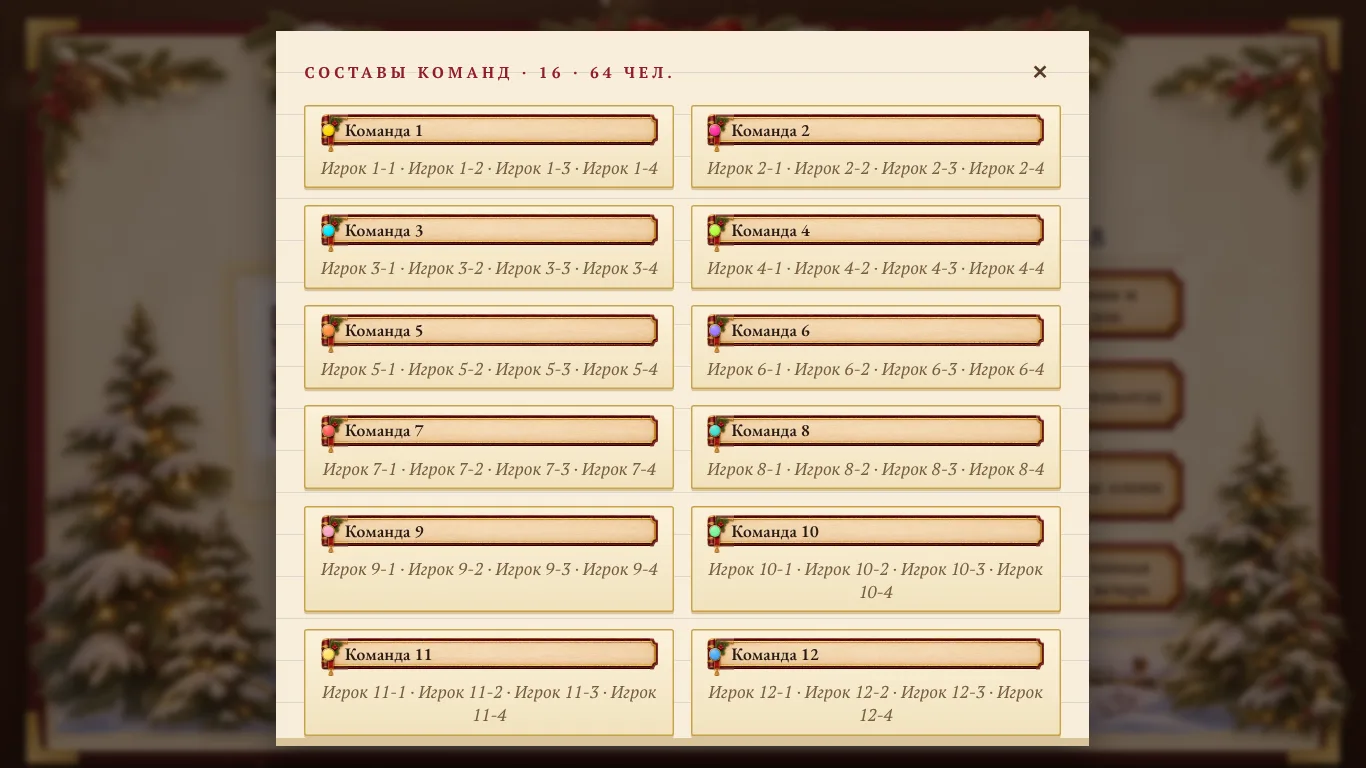 СОСТАВЫ КОМАНД · 16 · 64 ЧЕЛ.
✕
Команда 1
Игрок 1-1 · Игрок 1-2 · Игрок 1-3 · Игрок 1-4
Команда 2
Игрок 2-1 · Игрок 2-2 · Игрок 2-3 · Игрок 2-4
Команда 3
Игрок 3-1 · Игрок 3-2 · Игрок 3-3 · Игрок 3-4
Команда 4
Игрок 4-1 · Игрок 4-2 · Игрок 4-3 · Игрок 4-4
Команда 5
Игрок 5-1 · Игрок 5-2 · Игрок 5-3 · Игрок 5-4
Команда 6
Игрок 6-1 · Игрок 6-2 · Игрок 6-3 · Игрок 6-4
Команда 7
Игрок 7-1 · Игрок 7-2 · Игрок 7-3 · Игрок 7-4
Команда 8
Игрок 8-1 · Игрок 8-2 · Игрок 8-3 · Игрок 8-4
Команда 9
Игрок 9-1 · Игрок 9-2 · Игрок 9-3 · Игрок 9-4
Команда 10
Игрок 10-1 · Игрок 10-2 · Игрок 10-3 · Игрок
10-4
Команда 11
Игрок 11-1 · Игрок 11-2 · Игрок 11-3 · Игрок
11-4
Команда 12
Игрок 12-1 · Игрок 12-2 · Игрок 12-3 · Игрок
12-4